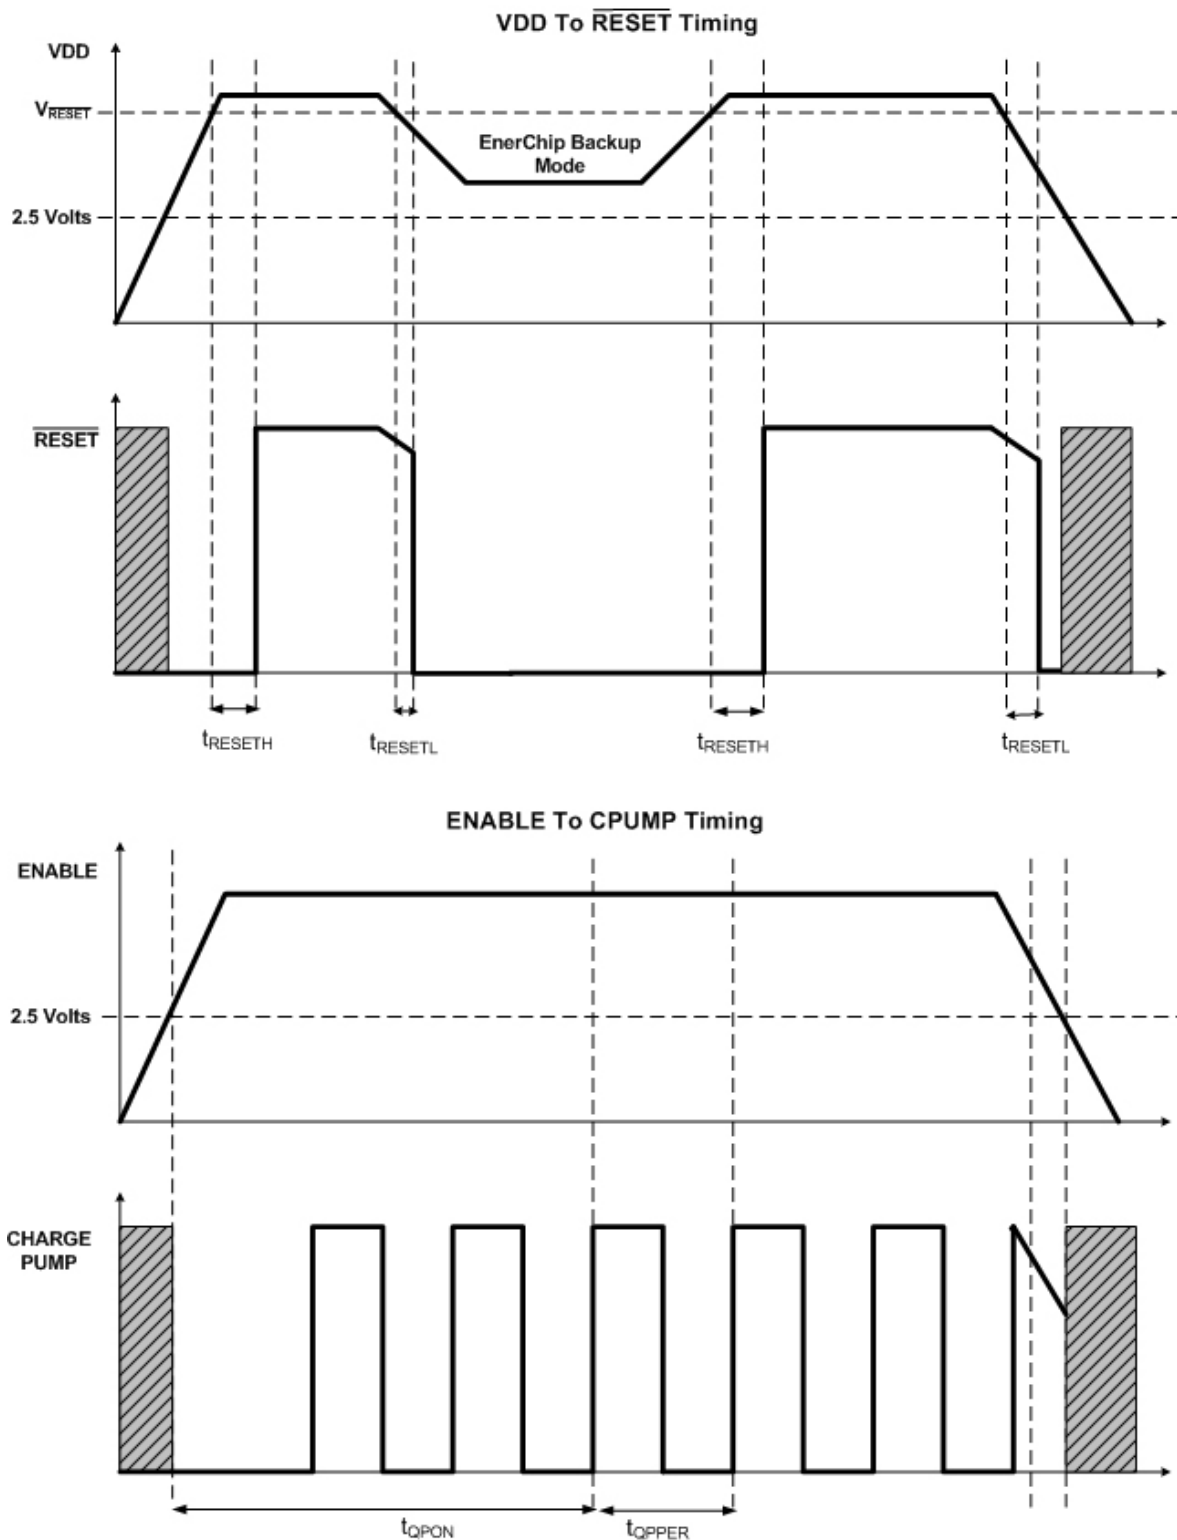 VDD To RESET Timing
VDD
VRESET
EnerChip Backup
Mode
2.5 Volts
RESET
tRESETH
tRESETL
tRESETH
tRESETL
ENABLE To CPUMP Timing
ENABLE
2.5 Volts
CHARGE
PUMP
tQPON
tQPPER